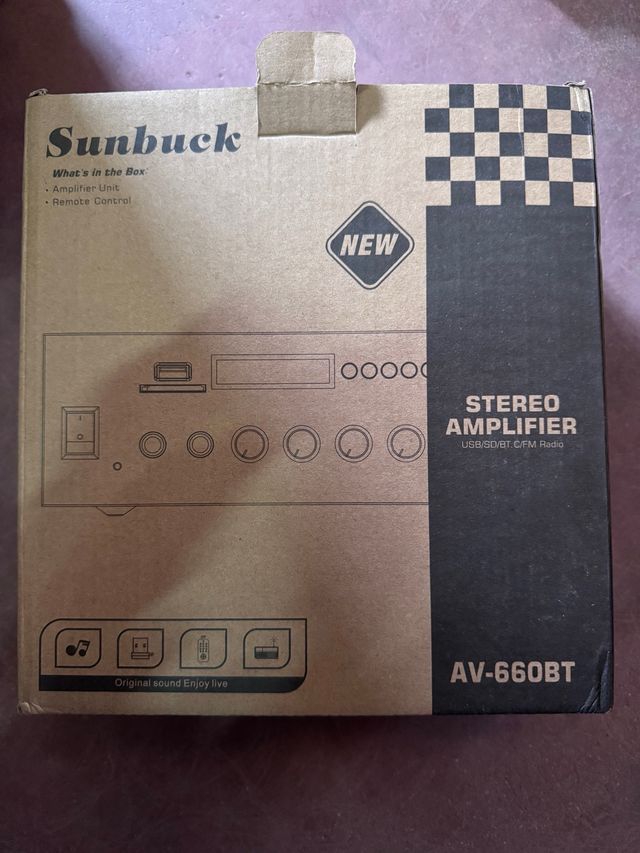 Sunbuck
What's in the Box:
• Amplifier Unit
• Remote Control
NEW
STEREO
AMPLIFIER
USB/SD/BT.C/FM Radio
Original sound Enjoy live
AV-660BT